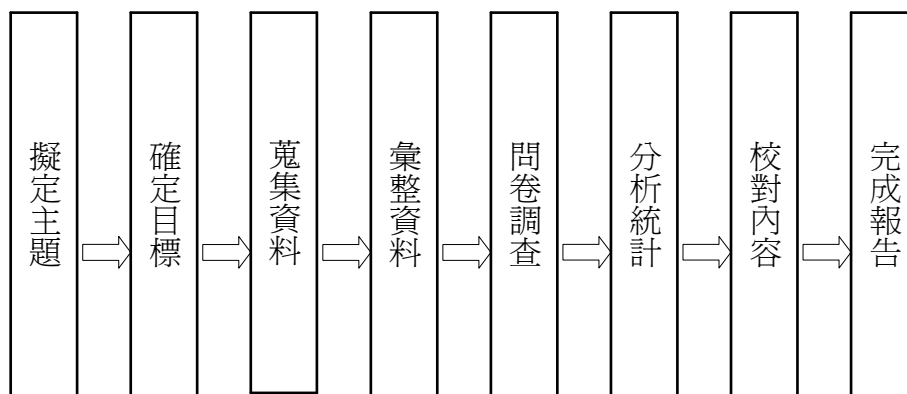 擬定主題
確定目標
蒐集資料
彙整資料
問卷調查
分析統計
校對內容
完成報告